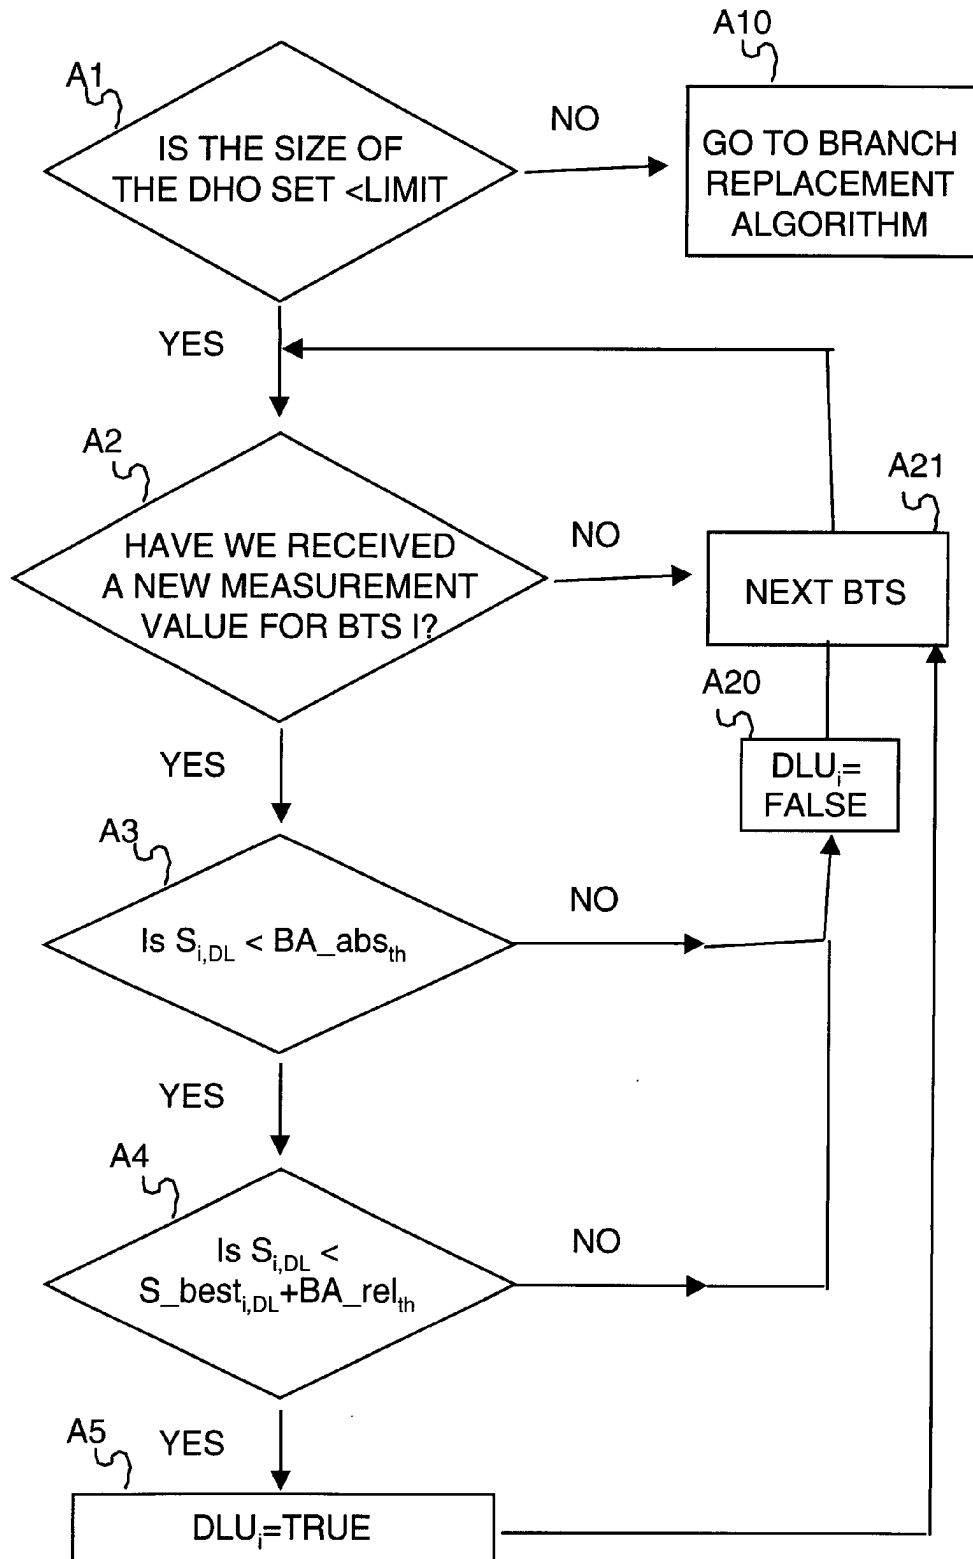 A10
A1
IS THE SIZE OF
THE DHO SET <LIMIT
NO
GO TO BRANCH
REPLACEMENT
ALGORITHM
YES
A2
HAVE WE RECEIVED
A NEW MEASUREMENT
VALUE FOR BTS I?
NO
A21
NEXT BTS
A20
DLUi=
FALSE
YES
A3
Is Si,DL < BA_absth
NO
YES
A4
Is Si,DL <
S_besti,DL+BA_relth
NO
A5
YES
DLUi=TRUE